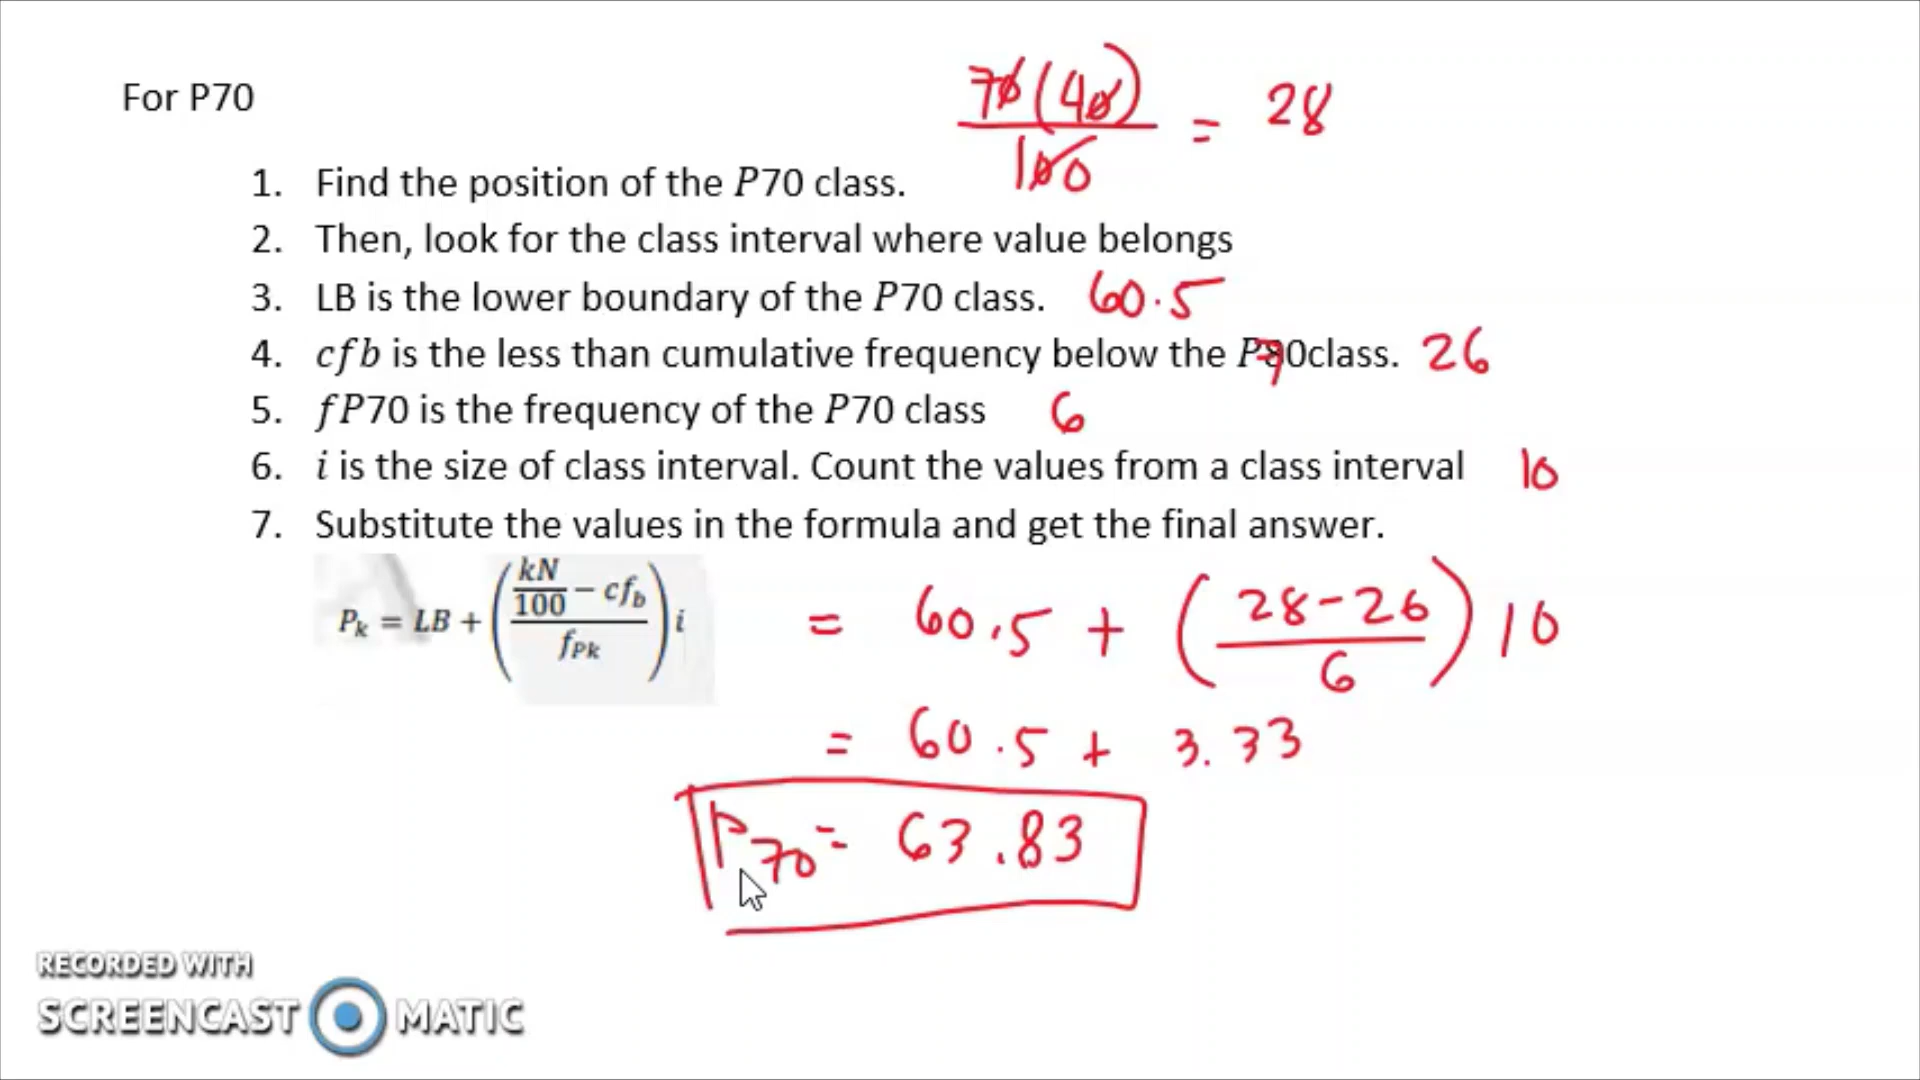 For P70
70(40)
100
= 28
1. Find the position of the P70 class.
2. Then, look for the class interval where value belongs
3. LB is the lower boundary of the P70 class. 60.5
4. cfb is the less than cumulative frequency below the P70class. 26
5. fP70 is the frequency of the P70 class 6
6. i is the size of class interval. Count the values from a class interval 10
7. Substitute the values in the formula and get the final answer.
Pk = LB + ((kN/100 − cfb)/fPk) i = 60.5 + ((28-26)/6) 10
= 60.5 + 3.33
P70 = 63.83
RECORDED WITH
SCREENCAST MATIC